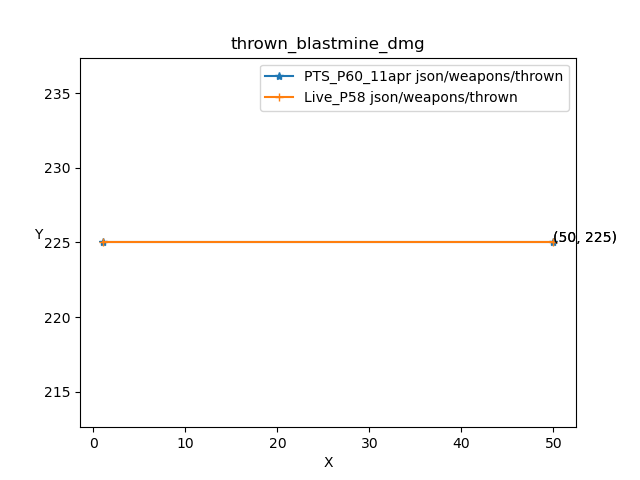 thrown_blastmine_dmg
PTS_P60_11apr json/weapons/thrown
Live_P58 json/weapons/thrown
235
230
225
220
215
Y
(50, 225)
0
10
20
30
40
50
X